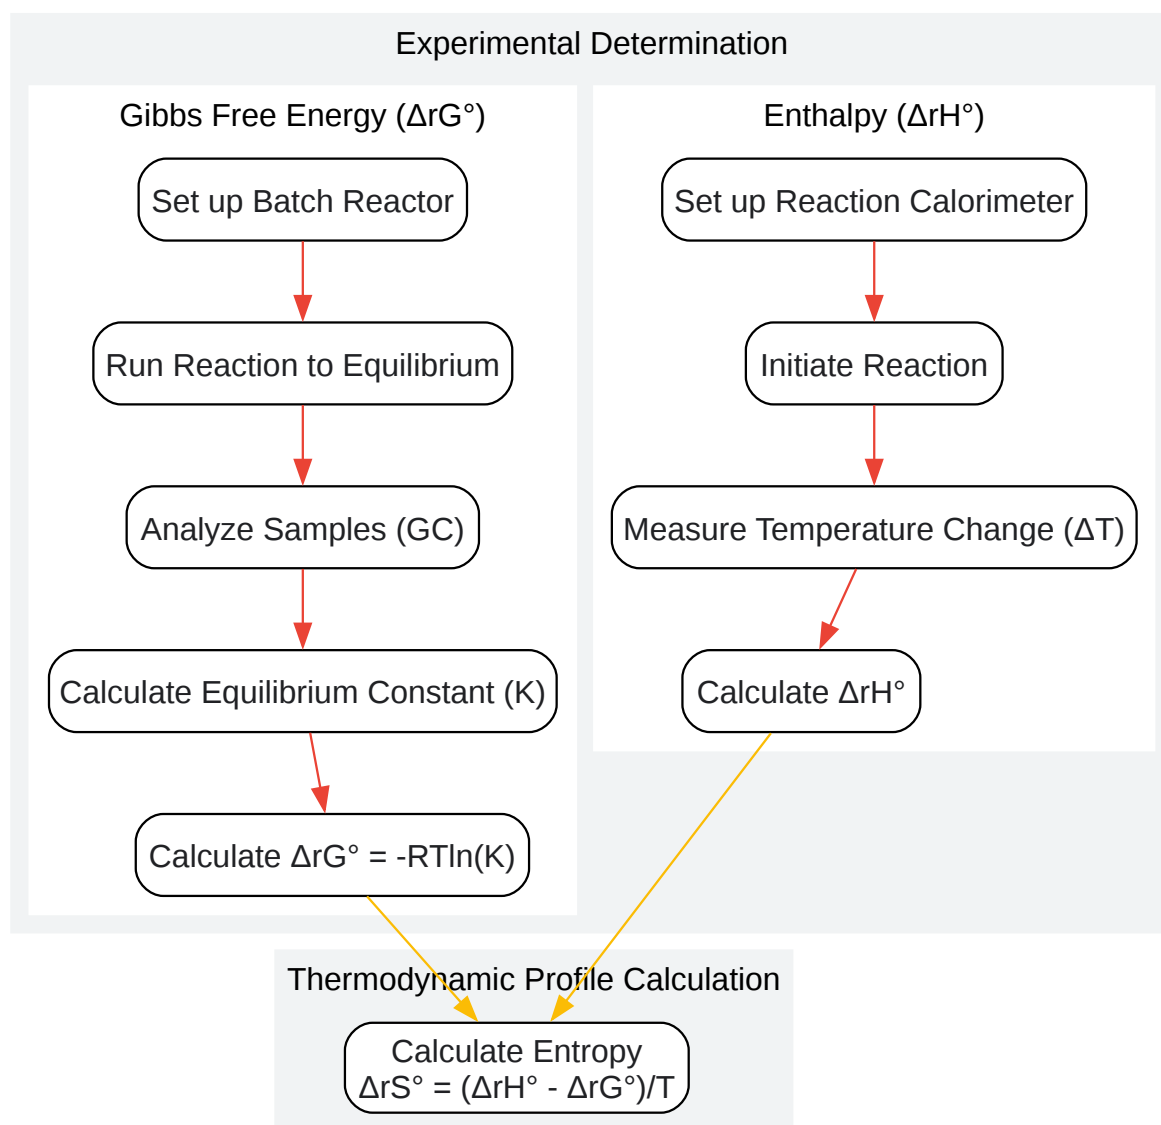 Experimental Determination
Gibbs Free Energy (ΔrG°)
Set up Batch Reactor
Run Reaction to Equilibrium
Analyze Samples (GC)
Calculate Equilibrium Constant (K)
Calculate ΔrG° = -RTln(K)
Enthalpy (ΔrH°)
Set up Reaction Calorimeter
Initiate Reaction
Measure Temperature Change (ΔT)
Calculate ΔrH°
Thermodynamic Profile Calculation
Calculate Entropy
ΔrS° = (ΔrH° - ΔrG°)/T